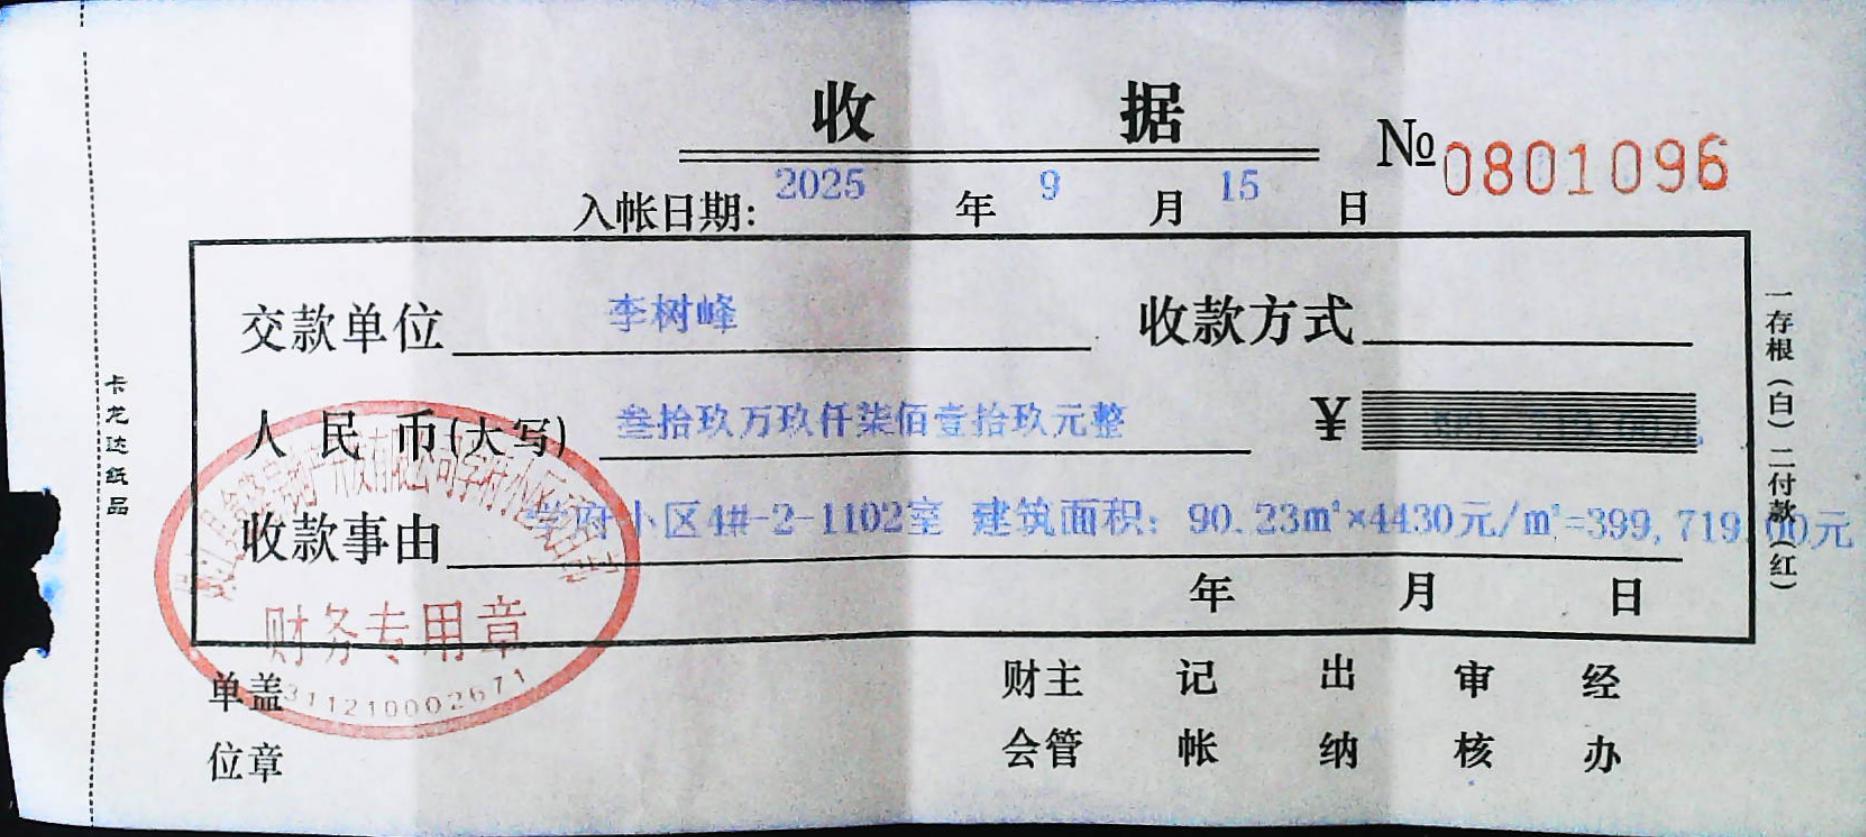 收 据
№0801096
入帐日期: 2025 年 9 月 15 日
交款单位 李树峰 收款方式
人民币(大写) 叁拾玖万玖仟柒佰壹拾玖元整 ¥
收款事由 学府小区4#-2-1102室 建筑面积: 90.23㎡×4430元/㎡=399,719.00元
年 月 日
财务专用章
311210002671
单盖
位章
财主 记 出 审 经
会管 帐 纳 核 办
卡龙达纸品
一存根(白)二付款(红)